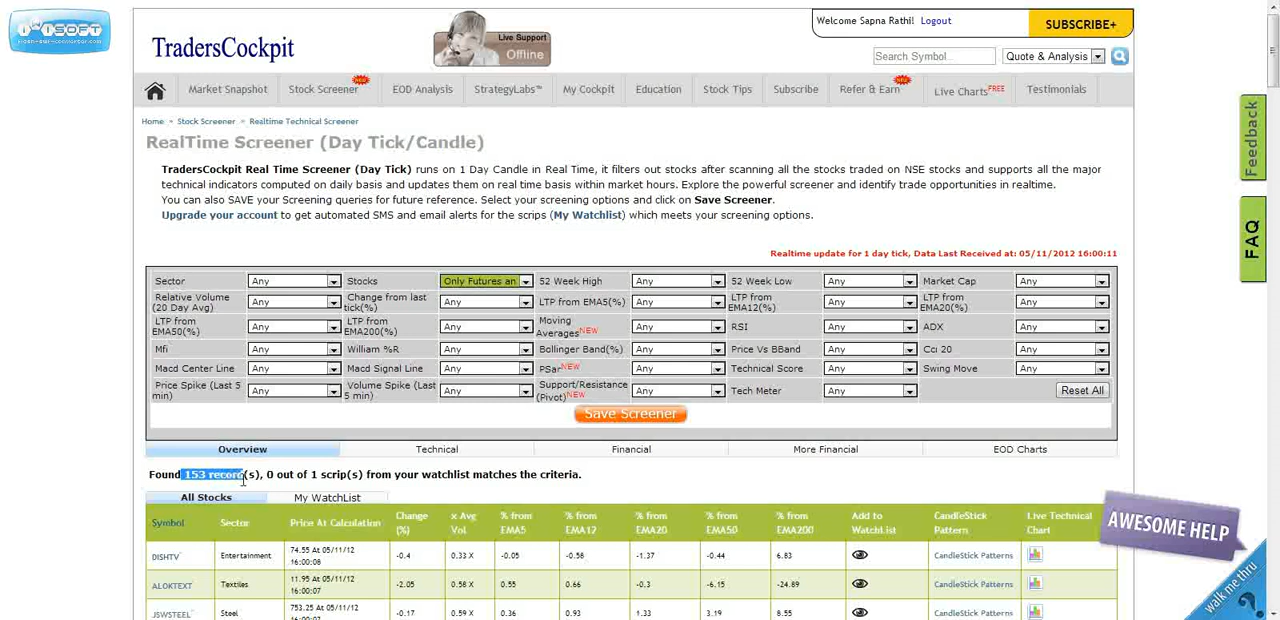 Welcome Sapna Rathi! Logout
SUBSCRIBE+
TradersCockpit
Live Support
Offline
Search Symbol...
Quote & Analysis
Market Snapshot
Stock Screener
EOD Analysis
StrategyLabs™
My Cockpit
Education
Stock Tips
Subscribe
Refer & Earn
Live Charts FREE
Testimonials
Home » Stock Screener » Realtime Technical Screener
RealTime Screener (Day Tick/Candle)
TradersCockpit Real Time Screener (Day Tick) runs on 1 Day Candle in Real Time, it filters out stocks after scanning all the stocks traded on NSE stocks and supports all the major
technical indicators computed on daily basis and updates them on real time basis within market hours. Explore the powerful screener and identify trade opportunities in realtime.
You can also SAVE your Screening queries for future reference. Select your screening options and click on Save Screener.
Upgrade your account to get automated SMS and email alerts for the scrips (My Watchlist) which meets your screening options.
Realtime update for 1 day tick, Data Last Received at: 05/11/2012 16:00:11
Sector Any Stocks Only Futures an 52 Week High Any 52 Week Low Any Market Cap Any
Relative Volume (20 Day Avg) Any Change from last tick(%) Any LTP from EMA5(%) Any LTP from EMA12(%) Any LTP from EMA20(%) Any
LTP from EMA50(%) Any LTP from EMA200(%) Any Moving Averages NEW Any RSI Any ADX Any
Mfi Any William %R Any Bollinger Band(%) Any Price Vs BBand Any Cci 20 Any
Macd Center Line Any Macd Signal Line Any PSar NEW Any Technical Score Any Swing Move Any
Price Spike (Last 5 min) Any Volume Spike (Last 5 min) Any Support/Resistance (Pivot) NEW Any Tech Meter Any Reset All
Save Screener
Overview Technical Financial More Financial EOD Charts
Found 153 record(s), 0 out of 1 scrip(s) from your watchlist matches the criteria.
All Stocks My WatchList
Symbol Sector Price At Calculation Change (%) x Avg Vol % from EMA5 % from EMA12 % from EMA20 % from EMA50 % from EMA200 Add to WatchList CandleStick Pattern Live Technical Chart
DISHTV Entertainment 74.55 At 05/11/12 16:00:08 -0.4 0.33 X -0.05 -0.58 -1.37 -0.44 6.83 CandleStick Patterns
ALOKTEXT Textiles 11.95 At 05/11/12 16:00:07 -2.05 0.58 X 0.55 0.66 -0.3 -6.15 -24.89 CandleStick Patterns
JSWSTEEL Steel 753.25 At 05/11/12 16:00:07 -0.17 0.59 X 0.36 0.93 1.33 3.19 8.55 CandleStick Patterns
Feedback
FAQ
AWESOME HELP
walk me thru